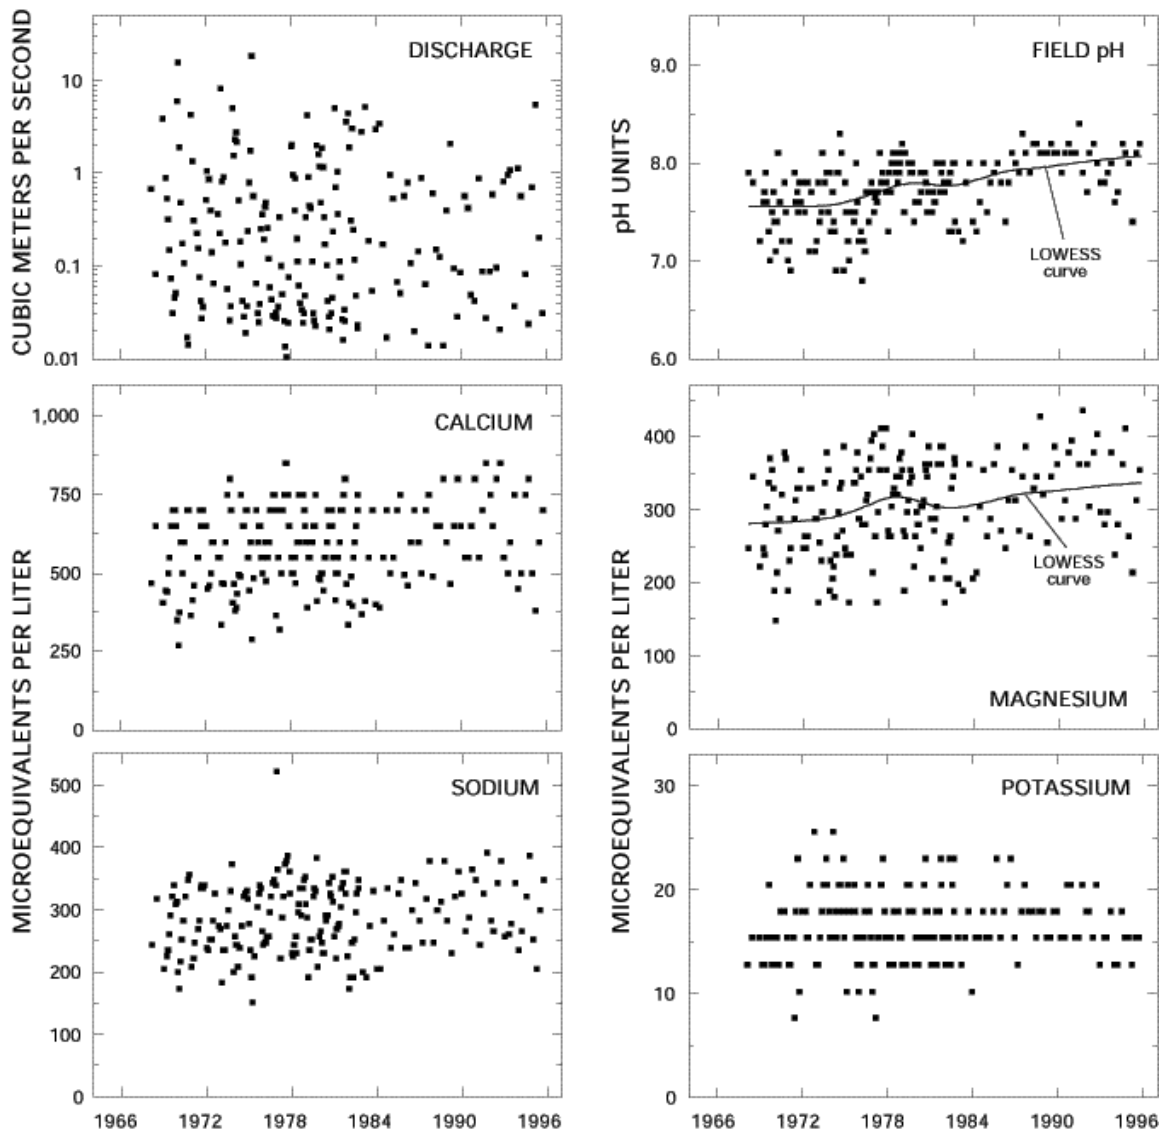 CUBIC METERS PER SECOND
DISCHARGE
10
1
0.1
0.01
pH UNITS
FIELD pH
9.0
8.0
7.0
6.0
LOWESS
curve
MICROEQUIVALENTS PER LITER
CALCIUM
1,000
750
500
250
0
MICROEQUIVALENTS PER LITER
400
300
200
100
0
LOWESS
curve
MAGNESIUM
SODIUM
500
400
300
200
100
0
1966 1972 1978 1984 1990 1996
POTASSIUM
30
20
10
0
1966 1972 1978 1984 1990 1996